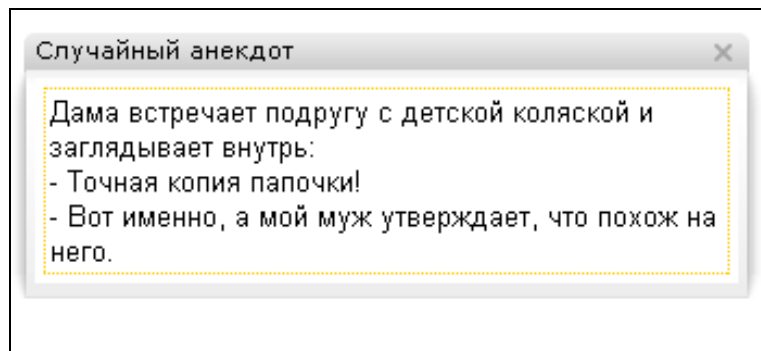 Случайный анекдот
Дама встречает подругу с детской коляской и
заглядывает внутрь:
- Точная копия папочки!
- Вот именно, а мой муж утверждает, что похож на
него.